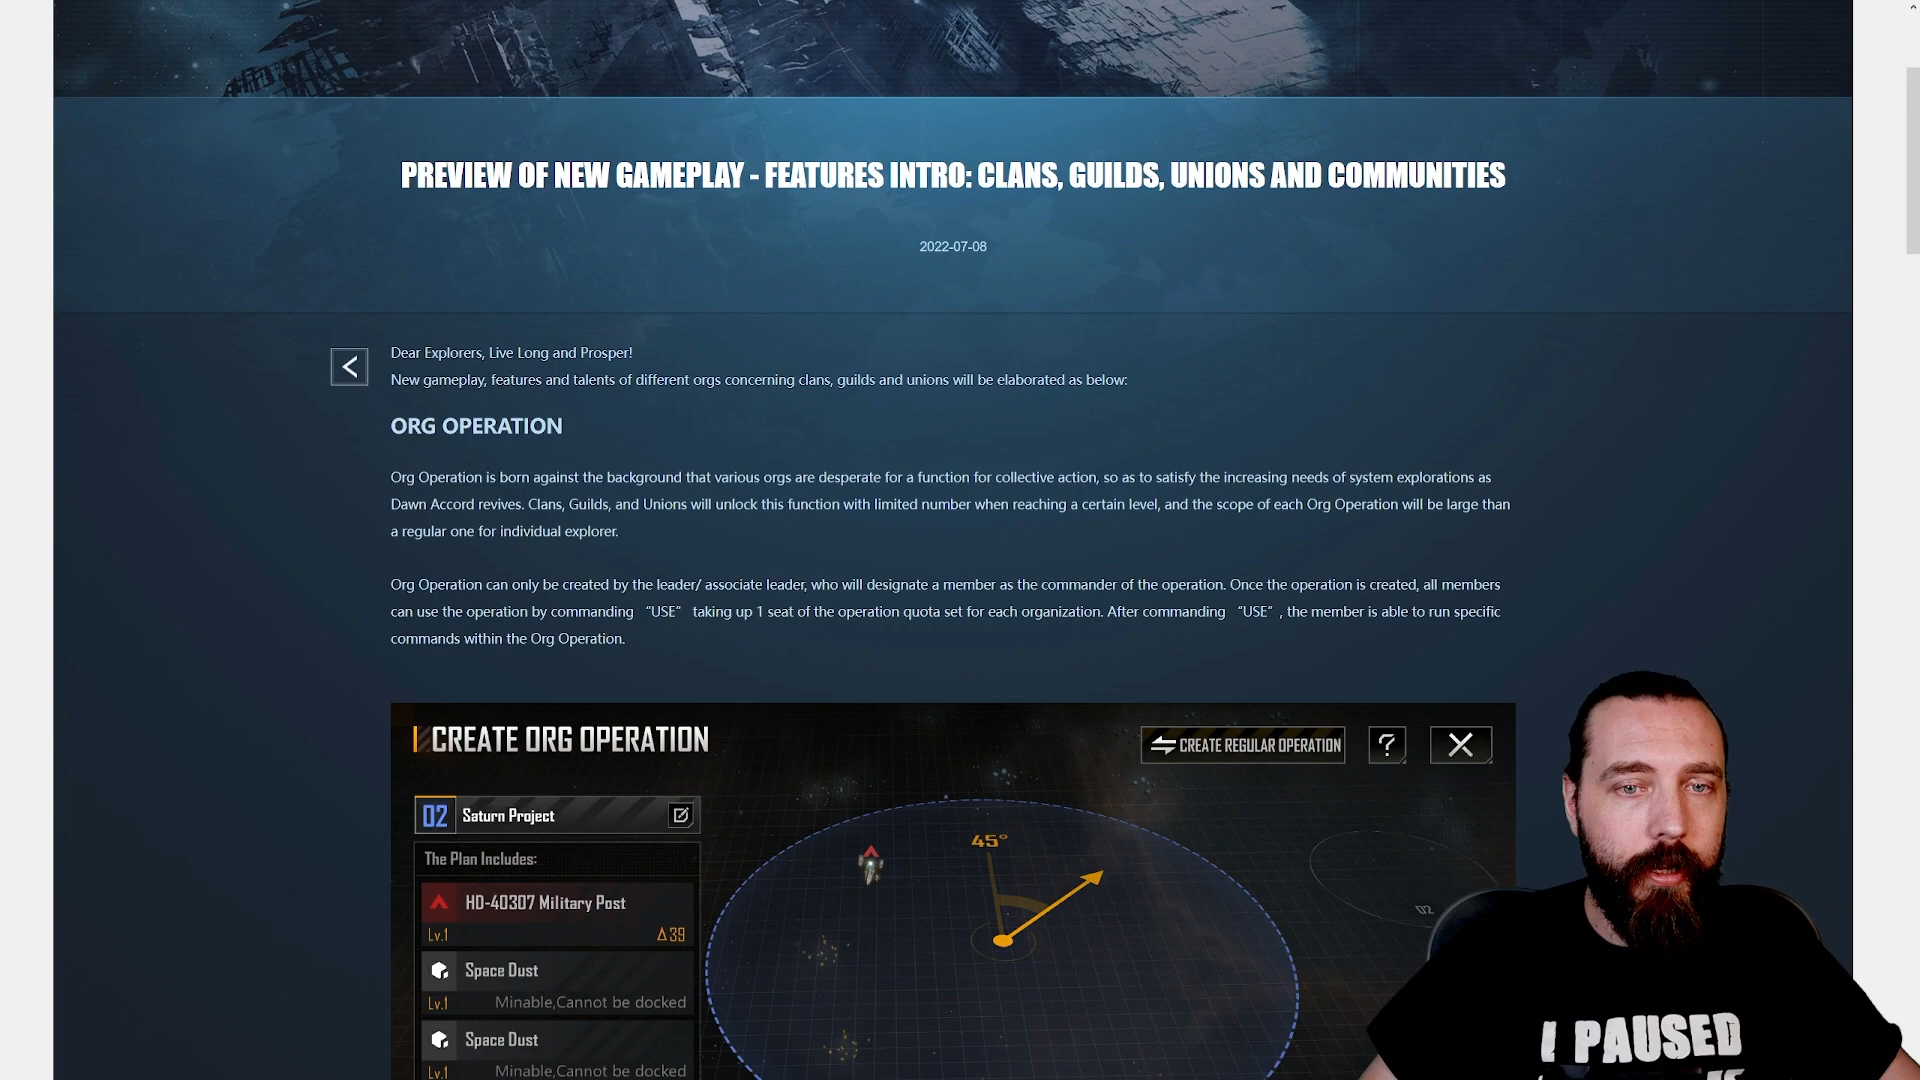 PREVIEW OF NEW GAMEPLAY - FEATURES INTRO: CLANS, GUILDS, UNIONS AND COMMUNITIES
2022-07-08
Dear Explorers, Live Long and Prosper!
New gameplay, features and talents of different orgs concerning clans, guilds and unions will be elaborated as below:
ORG OPERATION
Org Operation is born against the background that various orgs are desperate for a function for collective action, so as to satisfy the increasing needs of system explorations as
Dawn Accord revives. Clans, Guilds, and Unions will unlock this function with limited number when reaching a certain level, and the scope of each Org Operation will be large than
a regular one for individual explorer.
Org Operation can only be created by the leader/ associate leader, who will designate a member as the commander of the operation. Once the operation is created, all members
can use the operation by commanding “USE” taking up 1 seat of the operation quota set for each organization. After commanding “USE”, the member is able to run specific
commands within the Org Operation.
CREATE ORG OPERATION
CREATE REGULAR OPERATION
?
02 Saturn Project
The Plan Includes:
HD-40307 Military Post
Lv.1 Δ39
Space Dust
Lv.1 Minable,Cannot be docked
Space Dust
Lv.1 Minable,Cannot be docked
45°
02
I PAUSED